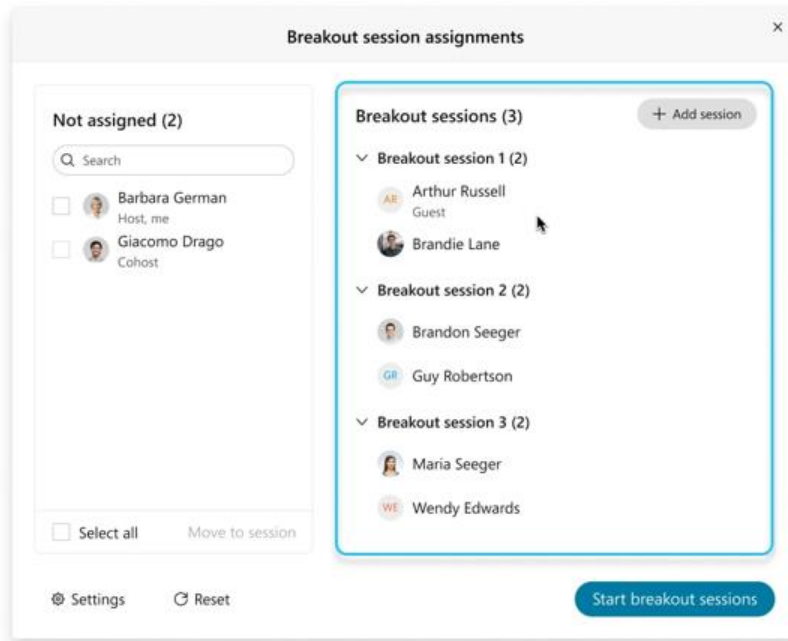 Breakout session assignments
Not assigned (2)
Search
Barbara German
Host, me
Giacomo Drago
Cohost
Select all
Move to session
Breakout sessions (3)
+ Add session
Breakout session 1 (2)
AR
Arthur Russell
Guest
Brandie Lane
Breakout session 2 (2)
Brandon Seeger
GR
Guy Robertson
Breakout session 3 (2)
Maria Seeger
WE
Wendy Edwards
Settings
Reset
Start breakout sessions